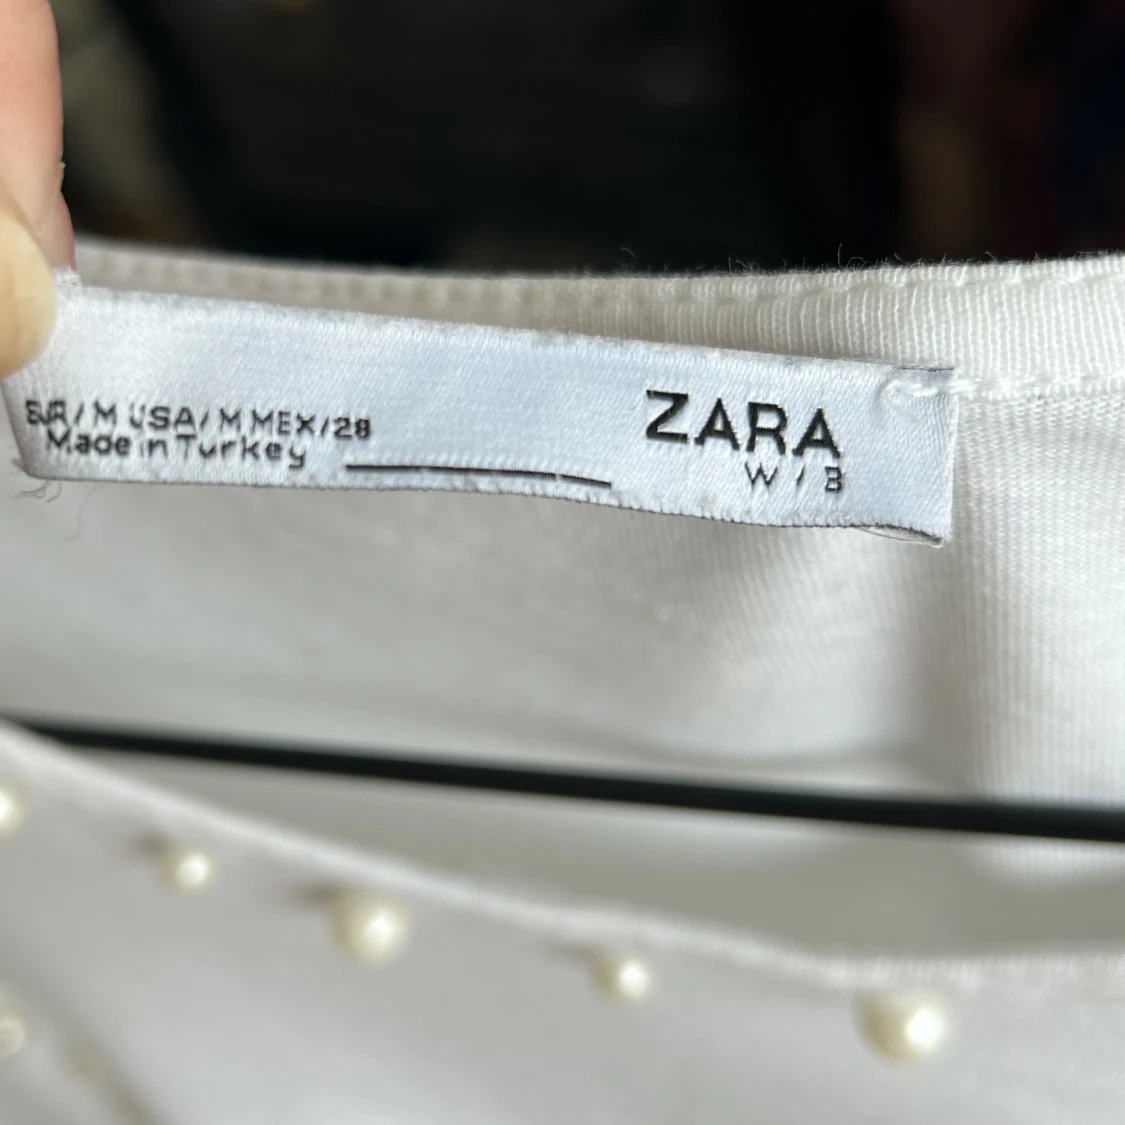 EUR/M USA/M MEX/28
Made in Turkey
ZARA
W/B